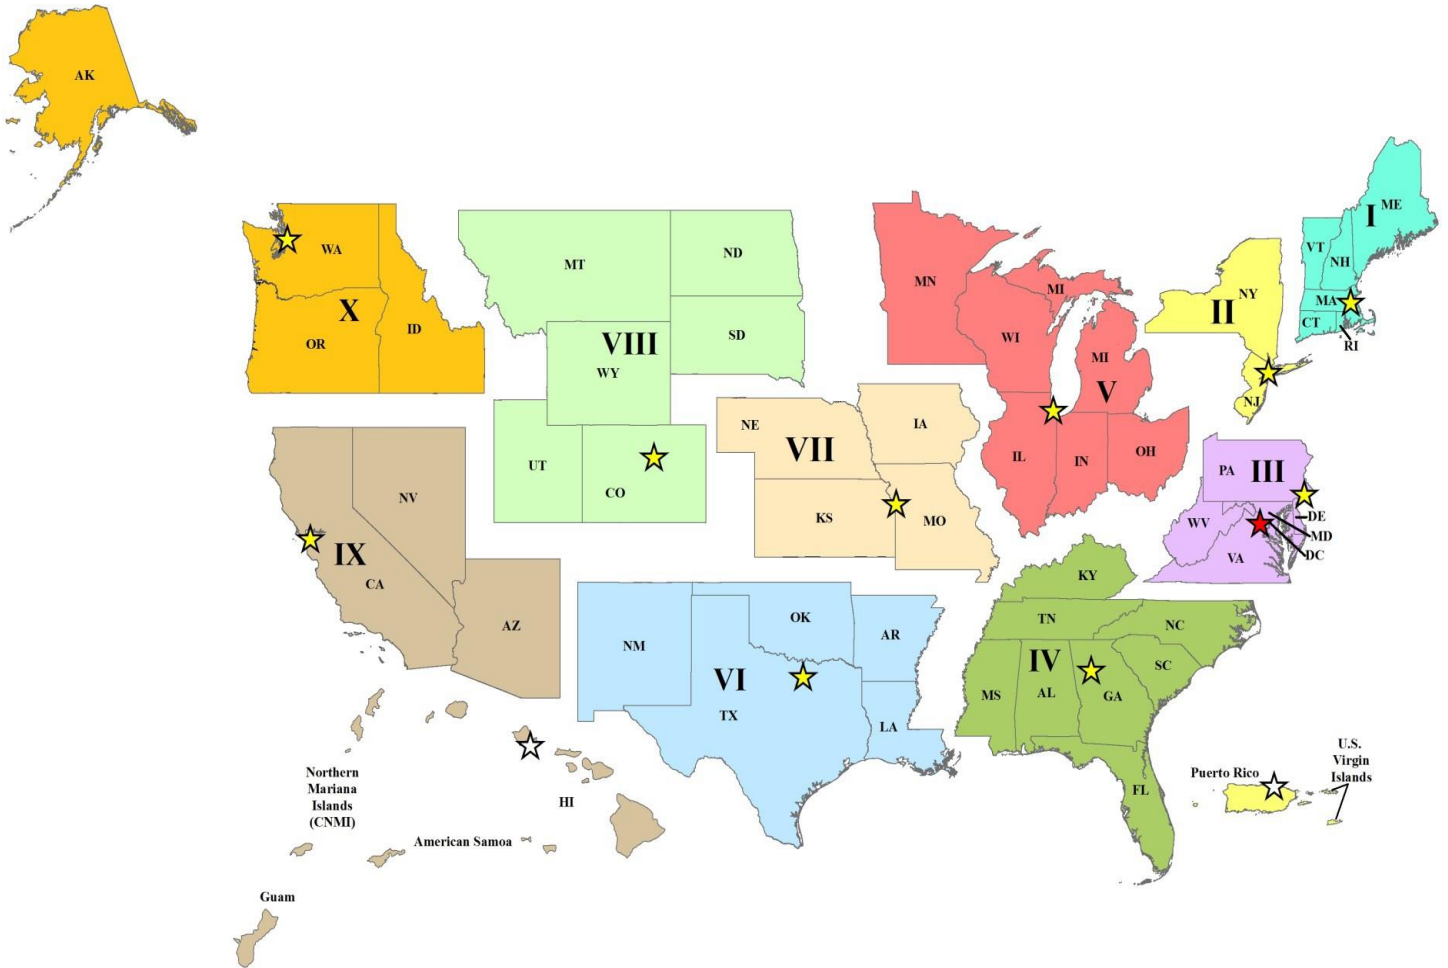 AK
WA
X
OR
ID
MT
ND
VIII
SD
WY
UT
CO
MN
MI
WI
MI
V
IL
IN
OH
I
ME
VT
NH
MA
CT
RI
NY
II
NJ
NE
VII
IA
KS
MO
PA
III
WV
VA
DE
MD
DC
NV
IX
CA
AZ
NM
OK
AR
VI
TX
LA
KY
TN
NC
IV
SC
MS
AL
GA
FL
HI
Northern
Mariana
Islands
(CNMI)
American Samoa
Guam
Puerto Rico
U.S.
Virgin
Islands